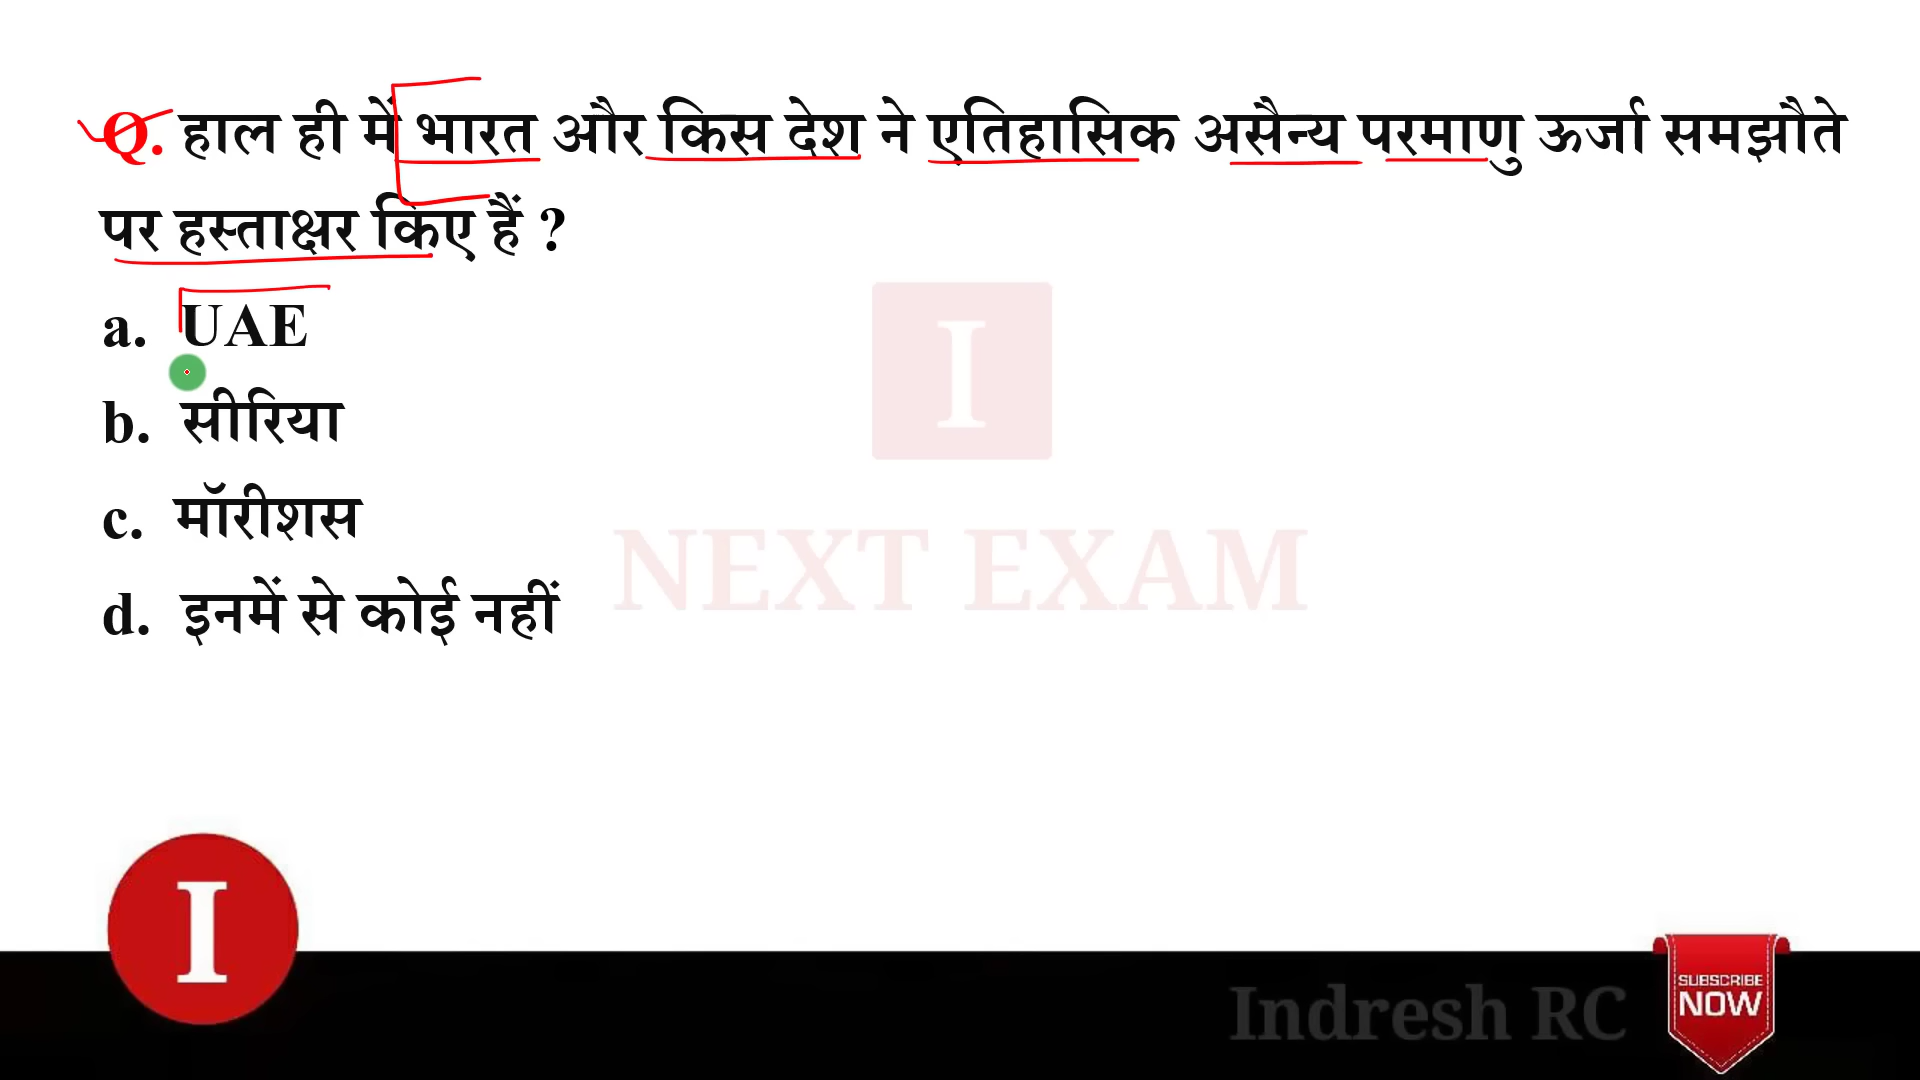 Q. हाल ही में भारत और किस देश ने एतिहासिक असैन्य परमाणु ऊर्जा समझौते
पर हस्ताक्षर किए हैं ?
a. UAE
b. सीरिया
c. मॉरीशस
d. इनमें से कोई नहीं
I
NEXT EXAM
I
Indresh RC
SUBSCRIBE
NOW